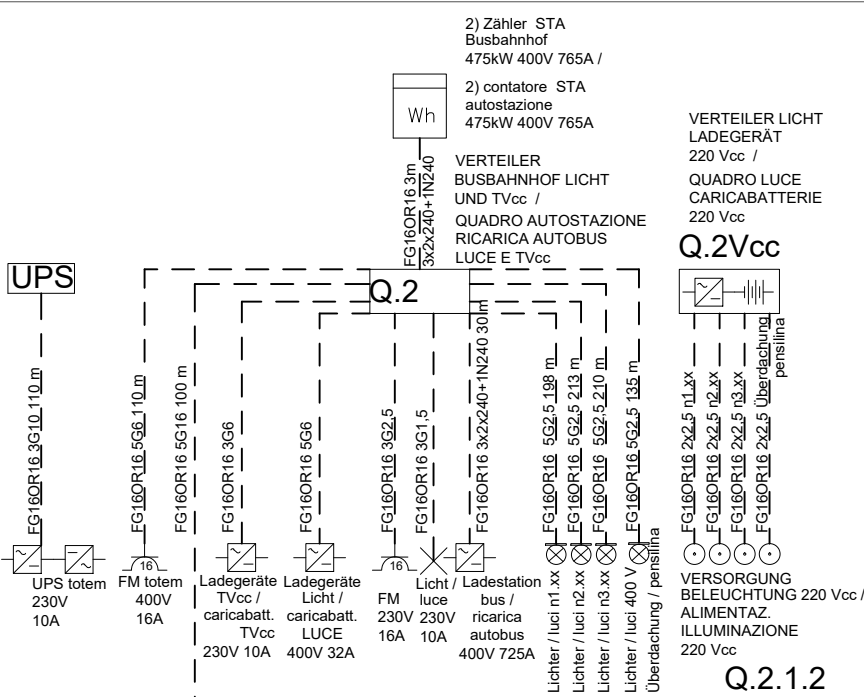 2) Zähler STA
Busbahnhof
475kW 400V 765A /
2) contatore STA
autostazione
475kW 400V 765A
Wh
FG16OR16 3m
3x2x240+1N240
VERTEILER
BUSBAHNHOF LICHT
UND TVcc /
QUADRO AUTOSTAZIONE
RICARICA AUTOBUS
LUCE E TVcc
VERTEILER LICHT
LADEGERÄT
220 Vcc /
QUADRO LUCE
CARICABATTERIE
220 Vcc
Q.2Vcc
UPS
Q.2
FG16OR16 3G10 110 m
FG16OR16 5G6 110 m
FG16OR16 5G16 100 m
FG16OR16 3G6
FG16OR16 5G6
FG16OR16 3G2,5
FG16OR16 3G1,5
FG16OR16 3x2x240+1N240 30lm
FG16OR16 5G2,5 198 m
FG16OR16 5G2,5 213 m
FG16OR16 5G2,5 210 m
FG16OR16 5G2,5 135 m
FG16OR16 2x2,5 n1.xx
FG16OR16 2x2,5 n2.xx
FG16OR16 2x2,5 n3.xx
FG16OR16 2x2,5 Überdachung
pensilina
UPS totem
230V
10A
16
FM totem
400V
16A
Ladegeräte
TVcc /
caricabatt.
TVcc
230V 10A
Ladegeräte
Licht /
caricabatt.
LUCE
400V 32A
16
FM
230V
16A
Licht /
luce
230V
10A
Ladestation
bus /
ricarica
autobus
400V 725A
Lichter / luci n1.xx
Lichter / luci n2.xx
Lichter / luci n3.xx
Lichter / luci 400 V
Überdachung / pensilina
VERSORGUNG
BELEUCHTUNG 220 Vcc /
ALIMENTAZ.
ILLUMINAZIONE
220 Vcc
Q.2.1.2